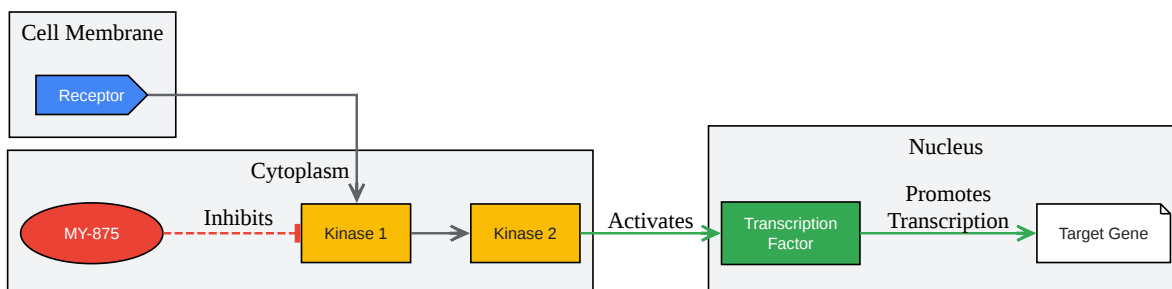 Cell Membrane
Receptor
Cytoplasm
MY-875
Inhibits
Kinase 1
Kinase 2
Activates
Nucleus
Transcription
Factor
Promotes
Transcription
Target Gene